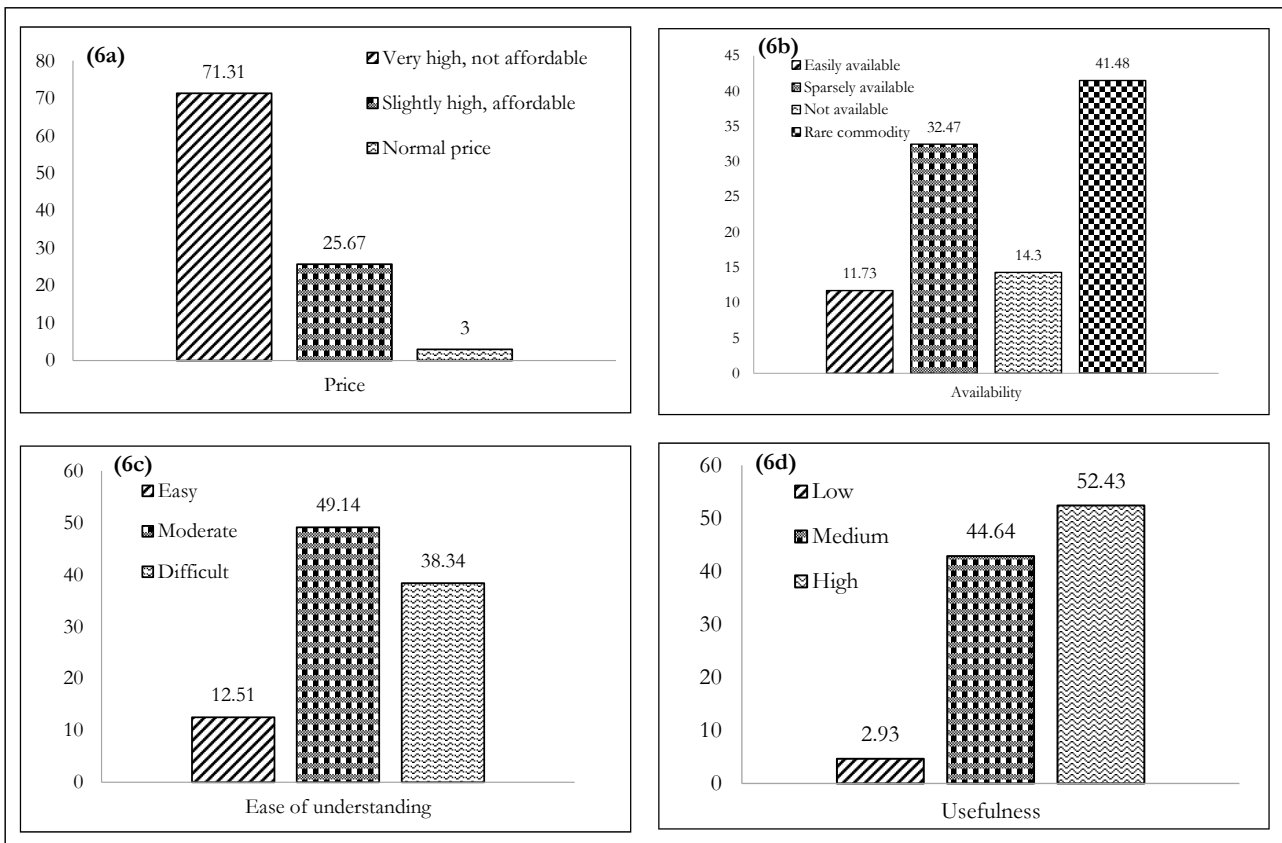 (6a)
Very high, not affordable
Slightly high, affordable
Normal price
80
70
60
50
40
30
20
10
0
71.31
25.67
3
Price
(6b)
Easily available
Sparsely available
Not available
Rare commodity
45
40
35
30
25
20
15
10
5
0
11.73
32.47
14.3
41.48
Availability
(6c)
Easy
Moderate
Difficult
60
50
40
30
20
10
0
12.51
49.14
38.34
Ease of understanding
(6d)
Low
Medium
High
60
50
40
30
20
10
0
2.93
44.64
52.43
Usefulness